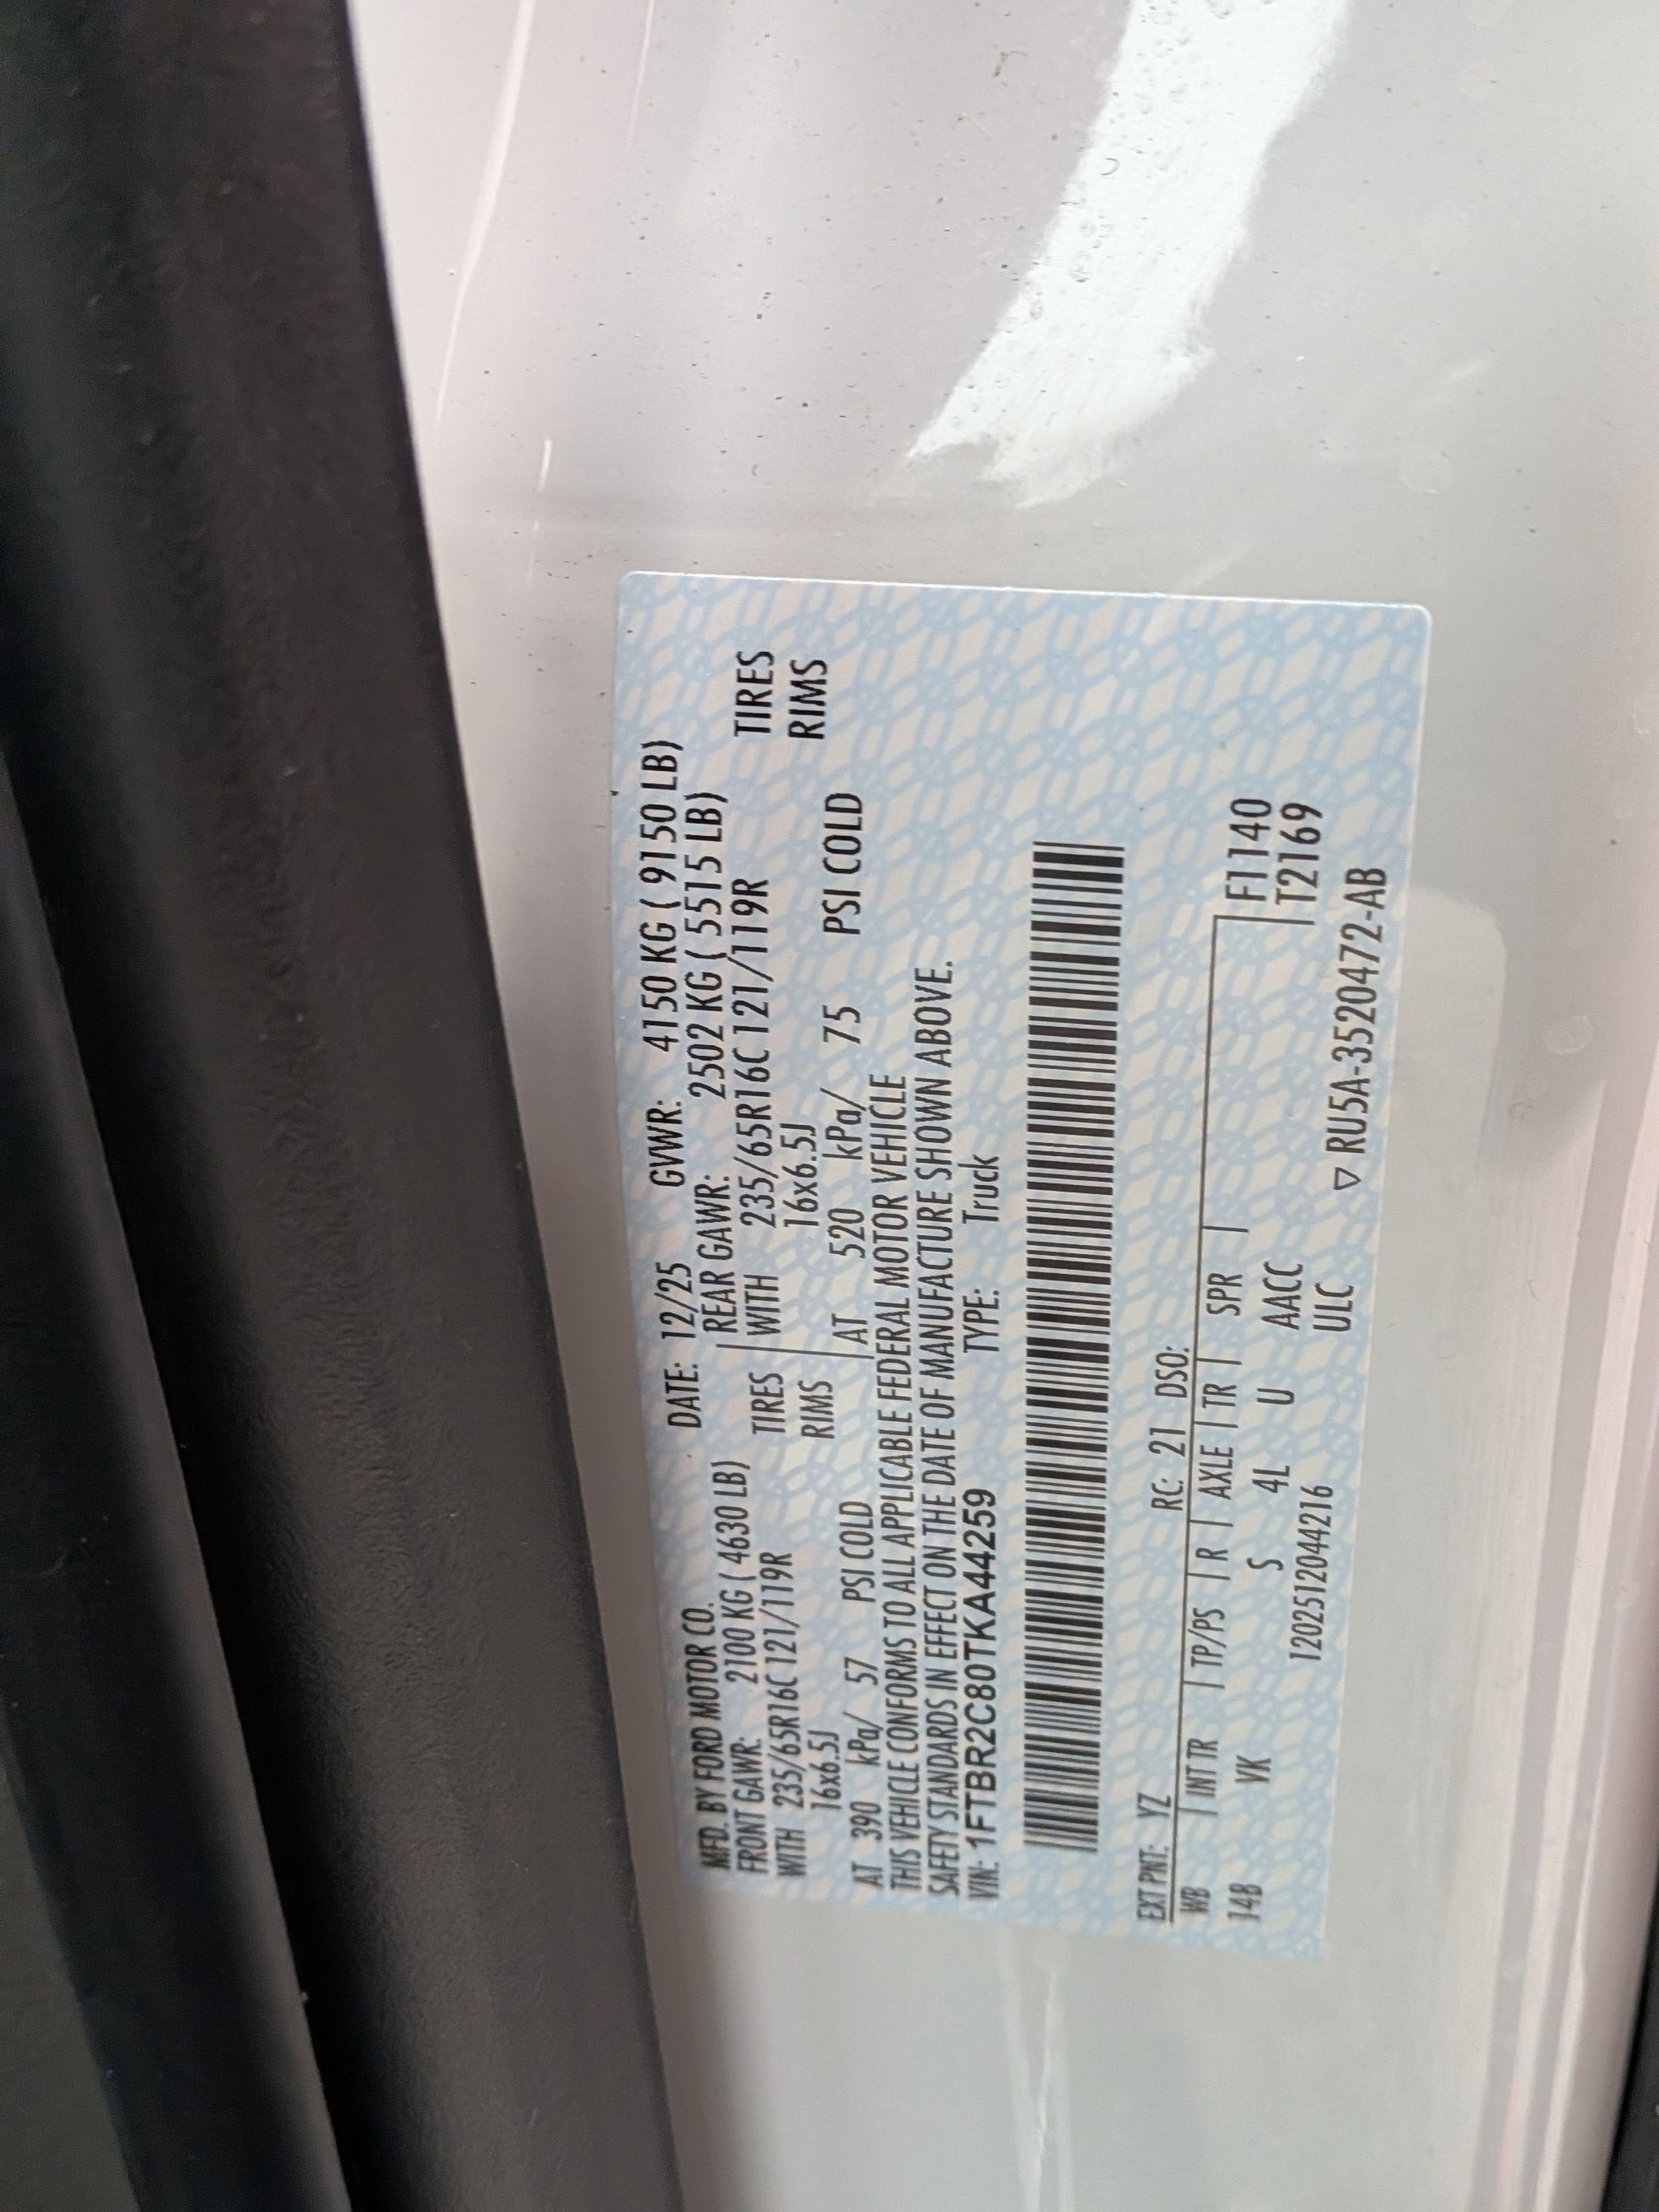 MFD. BY FORD MOTOR CO. DATE: 12/25 GVWR: 4150 KG ( 9150 LB)
FRONT GAWR: 2100 KG ( 4630 LB) REAR GAWR: 2502 KG ( 5515 LB)
WITH 235/65R16C 121/119R TIRES WITH 235/65R16C 121/119R TIRES
16x6.5J RIMS 16x6.5J RIMS
AT 390 kPa/ 57 PSI COLD AT 520 kPa/ 75 PSI COLD
THIS VEHICLE CONFORMS TO ALL APPLICABLE FEDERAL MOTOR VEHICLE
SAFETY STANDARDS IN EFFECT ON THE DATE OF MANUFACTURE SHOWN ABOVE.
VIN: 1FTBR2C80TKA44259 TYPE: Truck
EXT PNT: YZ RC: 21 DSO:
WB INT TR TP/PS R AXLE TR SPR F1140
14B VK S 4L U AACC T2169
1202512044216 ULC ▽ RU5A-3520472-AB